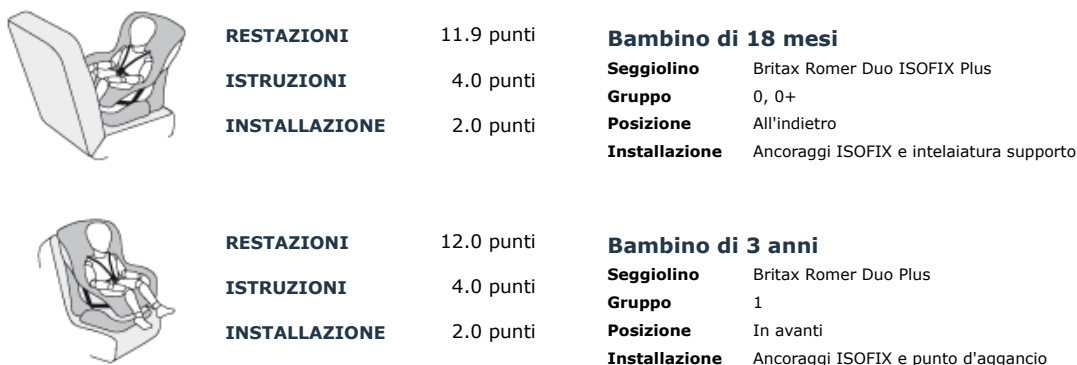 RESTAZIONI 11.9 punti
ISTRUZIONI 4.0 punti
INSTALLAZIONE 2.0 punti
Bambino di 18 mesi
Seggiolino Britax Romer Duo ISOFIX Plus
Gruppo 0, 0+
Posizione All'indietro
Installazione Ancoraggi ISOFIX e intelaiatura supporto
RESTAZIONI 12.0 punti
ISTRUZIONI 4.0 punti
INSTALLAZIONE 2.0 punti
Bambino di 3 anni
Seggiolino Britax Romer Duo Plus
Gruppo 1
Posizione In avanti
Installazione Ancoraggi ISOFIX e punto d'aggancio